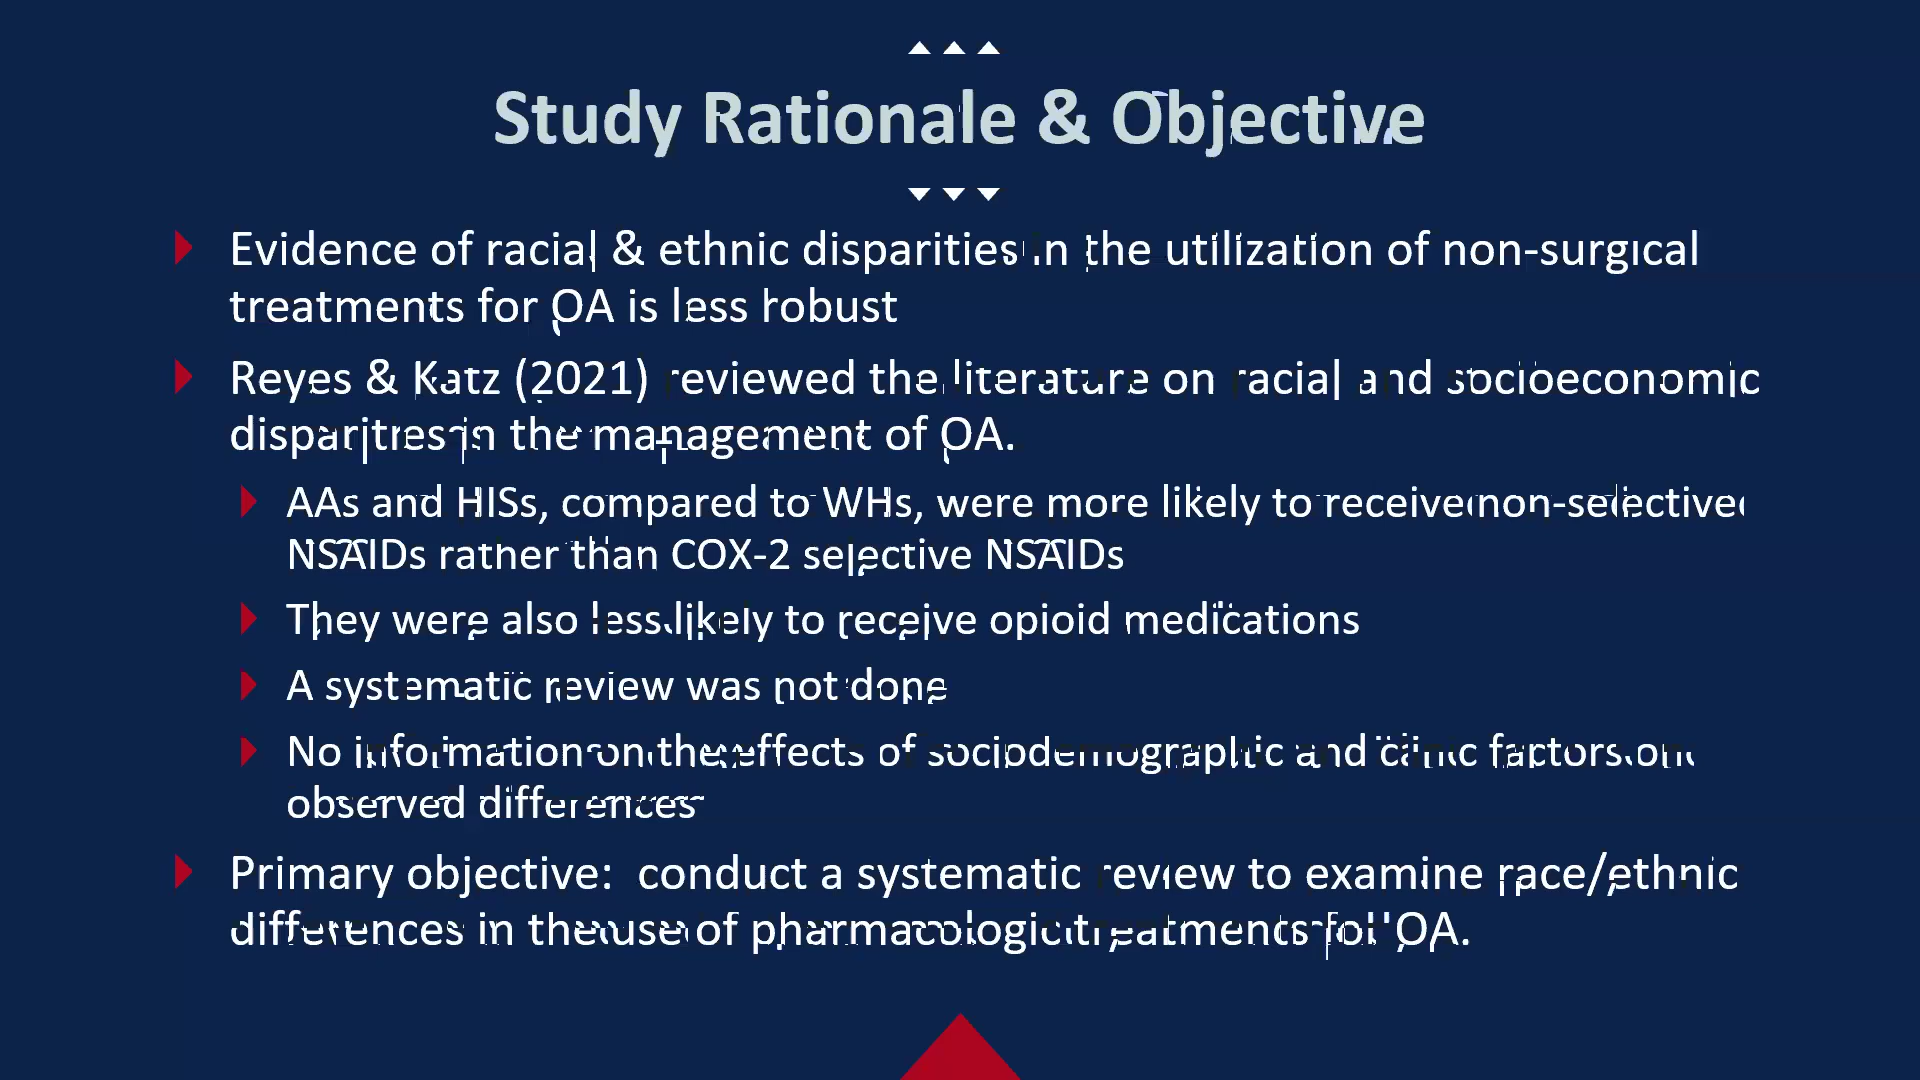 Study Rationale & Objective
Evidence of racial & ethnic disparities in the utilization of non-surgical
treatments for OA is less robust
Reyes & Katz (2021) reviewed the literature on racial and socioeconomic
disparities in the management of OA.
AAs and HISs, compared to WHs, were more likely to receive non-selective
NSAIDs rather than COX-2 selective NSAIDs
They were also less likely to receive opioid medications
A systematic review was not done
No information on the effects of sociodemographic and clinic factors on
observed differences
Primary objective: conduct a systematic review to examine race/ethnic
differences in the use of pharmacologic treatments for OA.